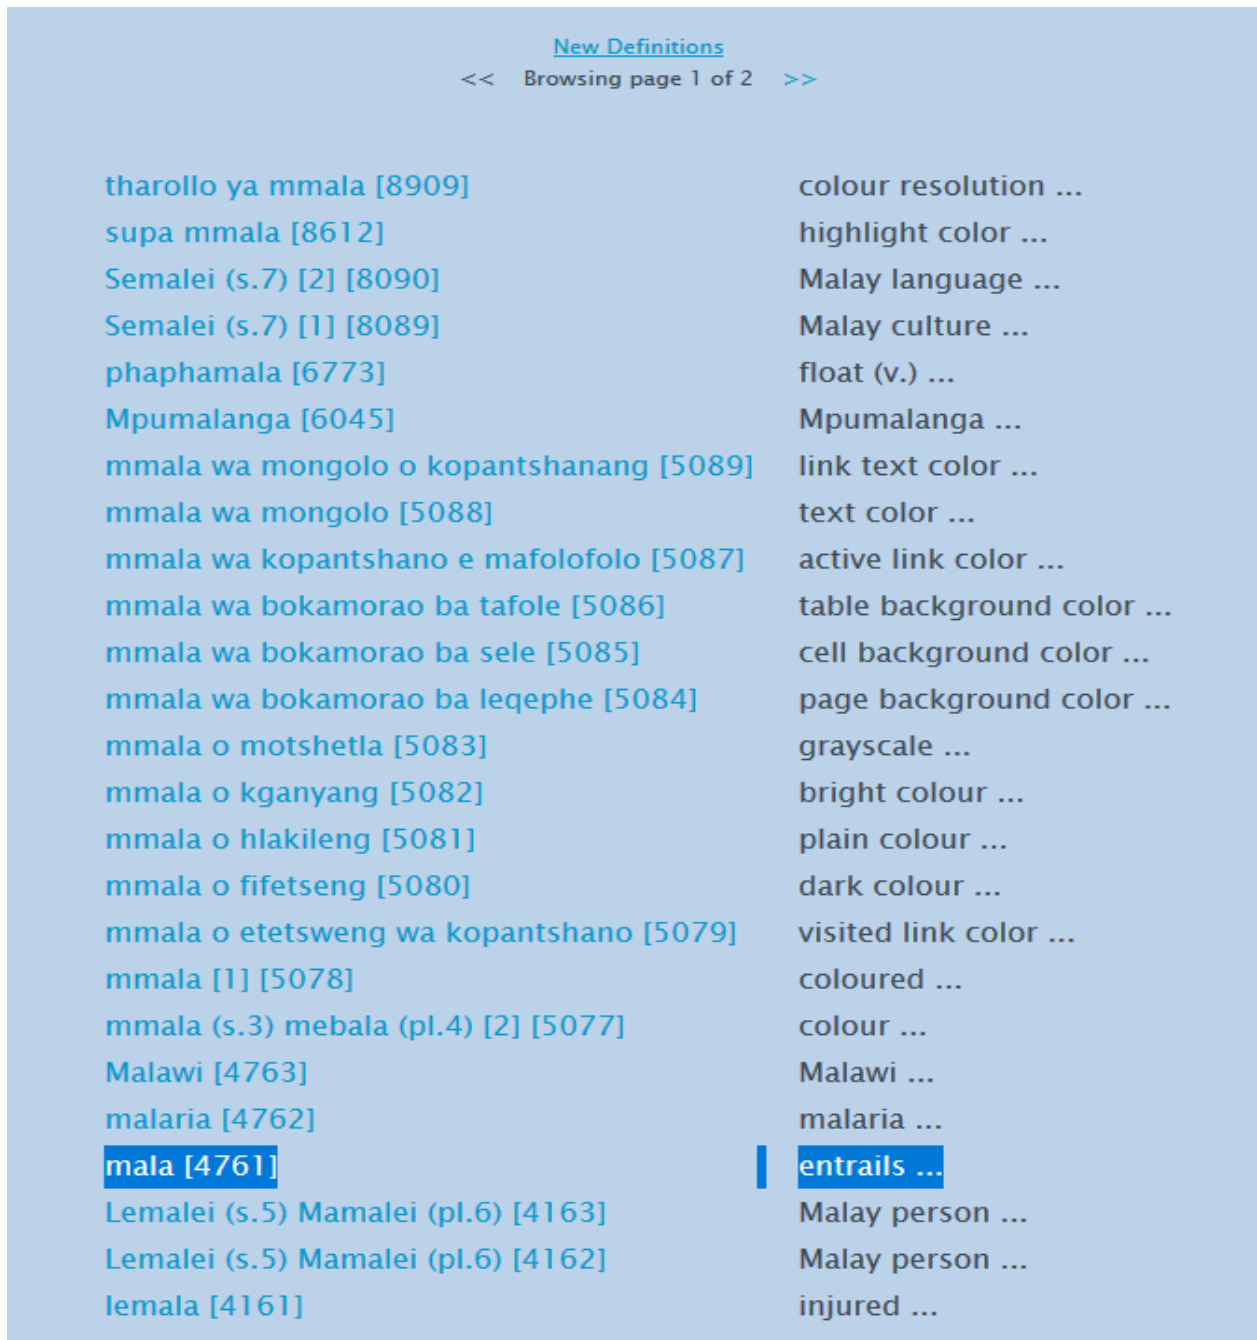 New Definitions
<< Browsing page 1 of 2 >>
tharollo ya mmala [8909] colour resolution ...
supa mmala [8612] highlight color ...
Semalei (s.7) [2] [8090] Malay language ...
Semalei (s.7) [1] [8089] Malay culture ...
phaphamala [6773] float (v.) ...
Mpumalanga [6045] Mpumalanga ...
mmala wa mongolo o kopantshanang [5089] link text color ...
mmala wa mongolo [5088] text color ...
mmala wa kopantshano e mafolofolo [5087] active link color ...
mmala wa bokamorao ba tafole [5086] table background color ...
mmala wa bokamorao ba sele [5085] cell background color ...
mmala wa bokamorao ba leqephe [5084] page background color ...
mmala o motshetla [5083] grayscale ...
mmala o kganyang [5082] bright colour ...
mmala o hlakileng [5081] plain colour ...
mmala o fifetseng [5080] dark colour ...
mmala o etetsweng wa kopantshano [5079] visited link color ...
mmala [1] [5078] coloured ...
mmala (s.3) mebala (pl.4) [2] [5077] colour ...
Malawi [4763] Malawi ...
malaria [4762] malaria ...
mala [4761] entrails ...
Lemalei (s.5) Mamalei (pl.6) [4163] Malay person ...
Lemalei (s.5) Mamalei (pl.6) [4162] Malay person ...
lemala [4161] injured ...